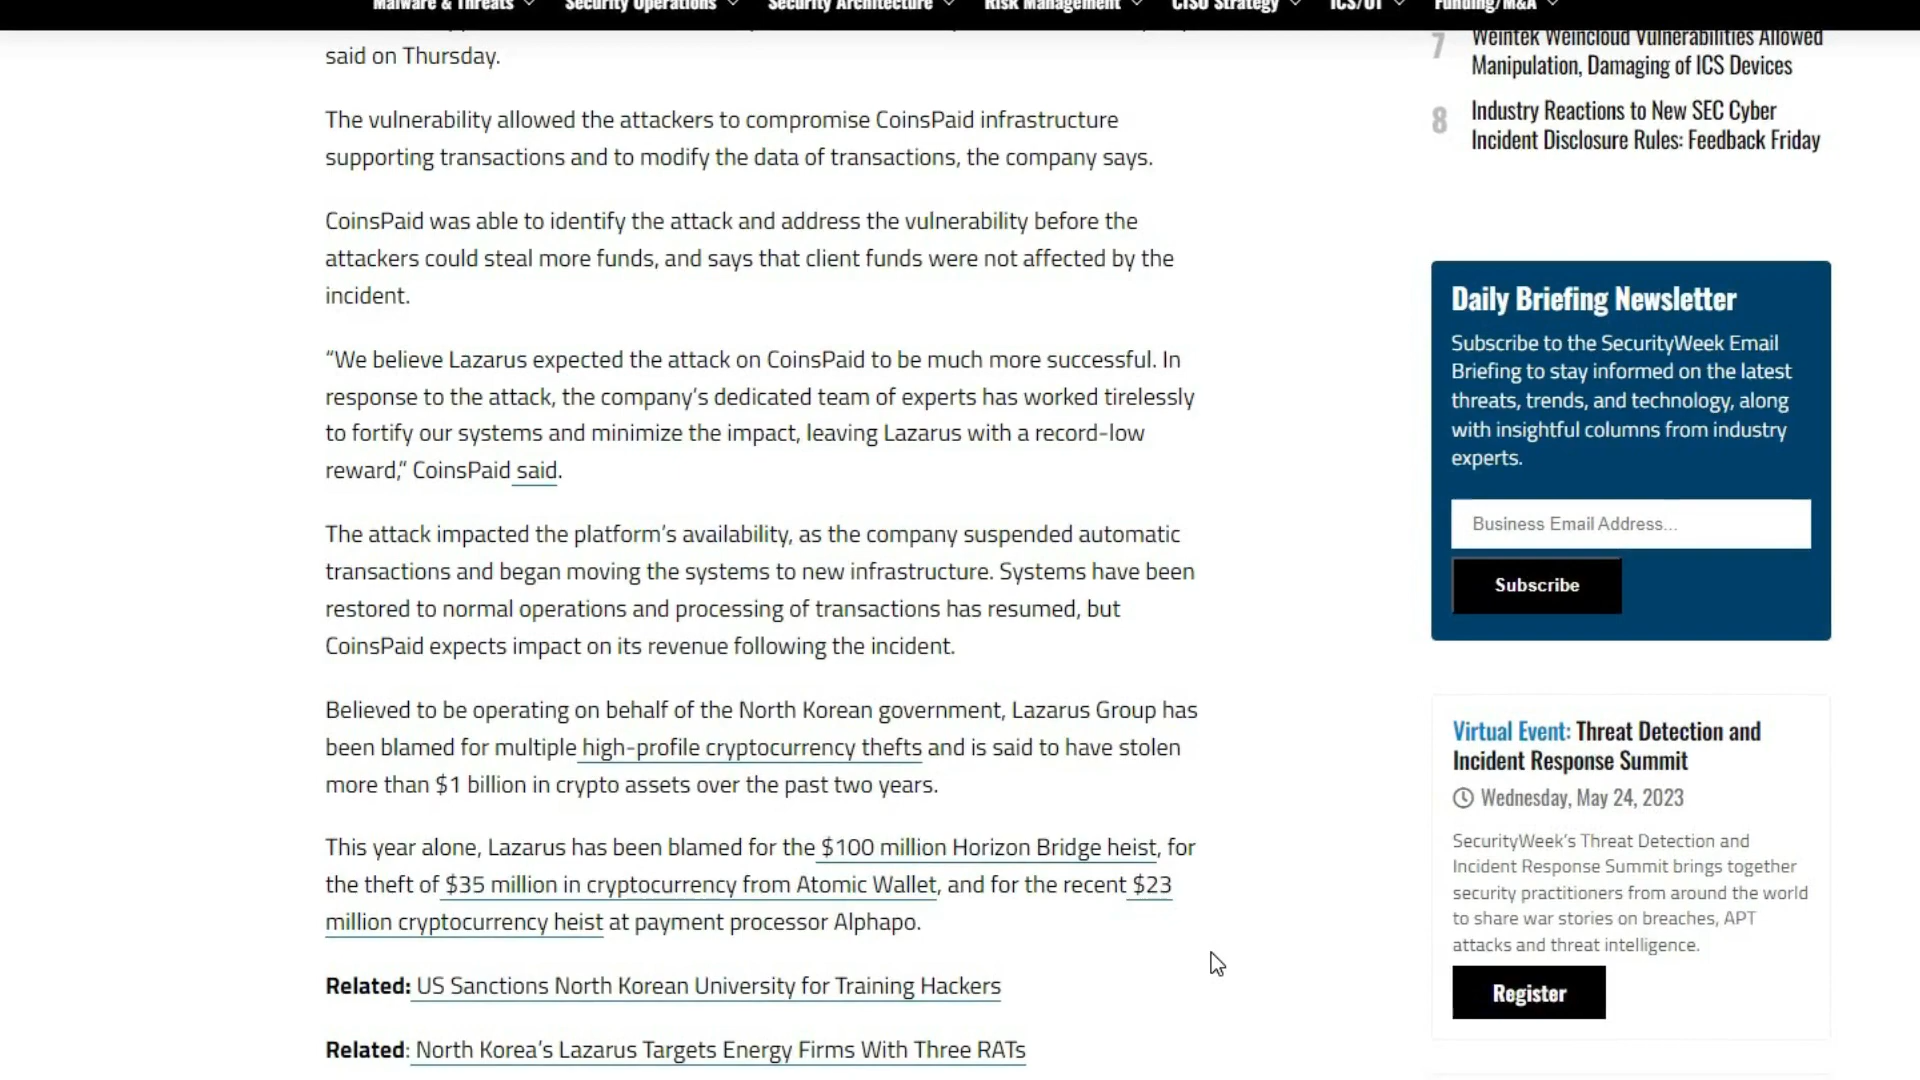 Malware & Threats Security Operations Security Architecture Risk Management CISO Strategy ICS/OT Funding/M&A
said on Thursday.
The vulnerability allowed the attackers to compromise CoinsPaid infrastructure
supporting transactions and to modify the data of transactions, the company says.
CoinsPaid was able to identify the attack and address the vulnerability before the
attackers could steal more funds, and says that client funds were not affected by the
incident.
“We believe Lazarus expected the attack on CoinsPaid to be much more successful. In
response to the attack, the company’s dedicated team of experts has worked tirelessly
to fortify our systems and minimize the impact, leaving Lazarus with a record-low
reward,” CoinsPaid said.
The attack impacted the platform’s availability, as the company suspended automatic
transactions and began moving the systems to new infrastructure. Systems have been
restored to normal operations and processing of transactions has resumed, but
CoinsPaid expects impact on its revenue following the incident.
Believed to be operating on behalf of the North Korean government, Lazarus Group has
been blamed for multiple high-profile cryptocurrency thefts and is said to have stolen
more than $1 billion in crypto assets over the past two years.
This year alone, Lazarus has been blamed for the $100 million Horizon Bridge heist, for
the theft of $35 million in cryptocurrency from Atomic Wallet, and for the recent $23
million cryptocurrency heist at payment processor Alphapo.
Related: US Sanctions North Korean University for Training Hackers
Related: North Korea’s Lazarus Targets Energy Firms With Three RATs
7 Weintek Weincloud Vulnerabilities Allowed
Manipulation, Damaging of ICS Devices
8 Industry Reactions to New SEC Cyber
Incident Disclosure Rules: Feedback Friday
Daily Briefing Newsletter
Subscribe to the SecurityWeek Email
Briefing to stay informed on the latest
threats, trends, and technology, along
with insightful columns from industry
experts.
Business Email Address...
Subscribe
Virtual Event: Threat Detection and
Incident Response Summit
Wednesday, May 24, 2023
SecurityWeek’s Threat Detection and
Incident Response Summit brings together
security practitioners from around the world
to share war stories on breaches, APT
attacks and threat intelligence.
Register